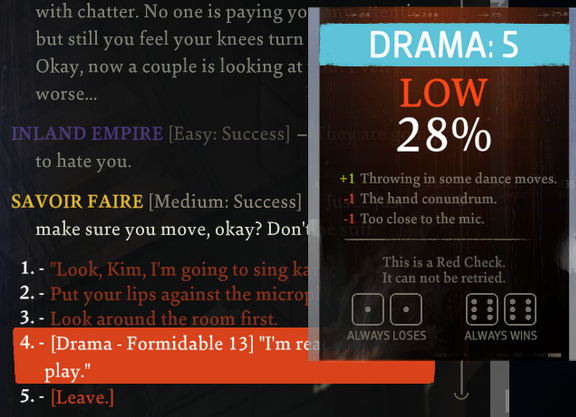 with chatter. No one is paying yo
but still you feel your knees turn
Okay, now a couple is looking at
worse...
INLAND EMPIRE [Easy: Success] – They are go
to hate you.
SAVOIR FAIRE [Medium: Success]
make sure you move, okay? Don't be stiff.
1. - "Look, Kim, I'm going to sing ka
2. - Put your lips against the microp
3. - Look around the room first.
4. - [Drama - Formidable 13] "I'm rea
play."
5. - [Leave.]
DRAMA: 5
LOW
28%
+1 Throwing in some dance moves.
-1 The hand conundrum.
-1 Too close to the mic.
This is a Red Check.
It can not be retried.
ALWAYS LOSES
ALWAYS WINS